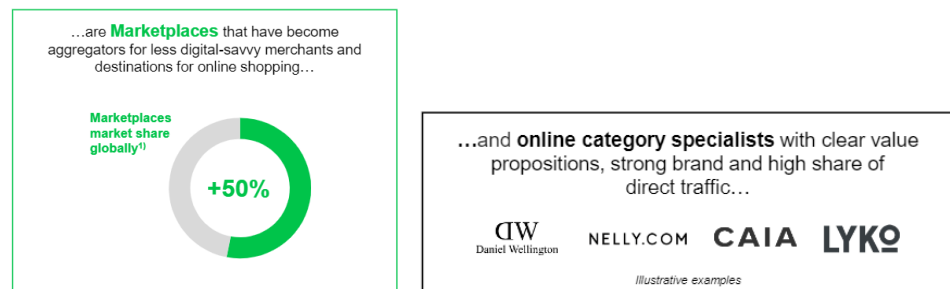 …are Marketplaces that have become
aggregators for less digital-savvy merchants and
destinations for online shopping…
Marketplaces
market share
globally1)
+50%
…and online category specialists with clear value
propositions, strong brand and high share of
direct traffic…
DW
Daniel Wellington
NELLY.COM
CAIA
LYKO
Illustrative examples